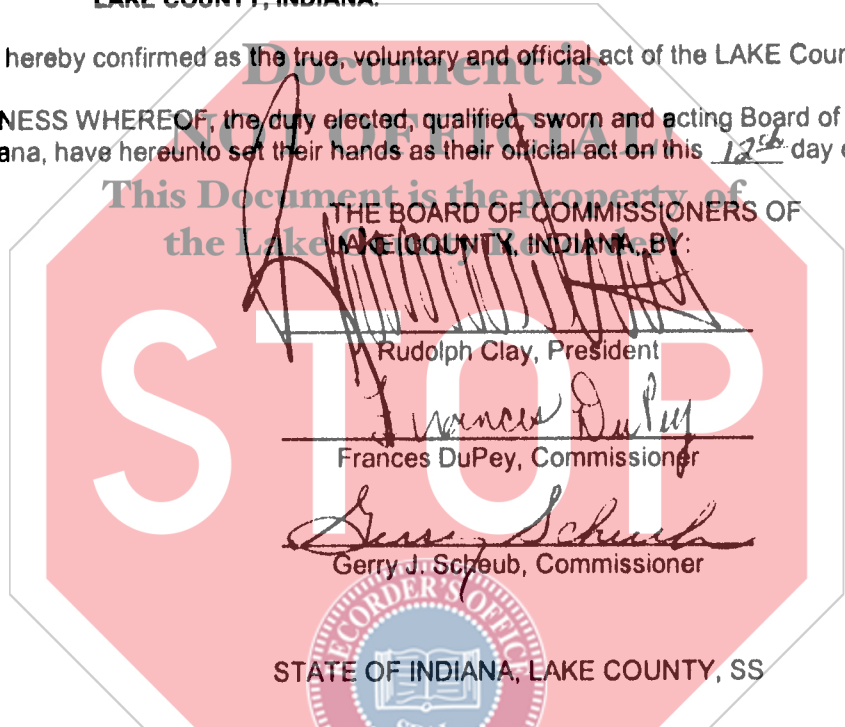 LAKE COUNTY, INDIANA.
hereby confirmed as the true, voluntary and official act of the LAKE Cour
Document is
NESS WHEREOF, the duly elected, qualified, sworn and acting Board of
NOT OFFICIAL!
ana, have hereunto set their hands as their official act on this 12th day
This Document is the property of
THE BOARD OF COMMISSIONERS OF
the Lake County Recorder!
LAKE COUNTY, INDIANA, BY:
STOP
Rudolph Clay, President
Frances DuPey
Frances DuPey, Commissioner
Gerry Scheub
Gerry J. Scheub, Commissioner
RECORDER'S OFFIC
STATE OF INDIANA, LAKE COUNTY, SS
SEAL